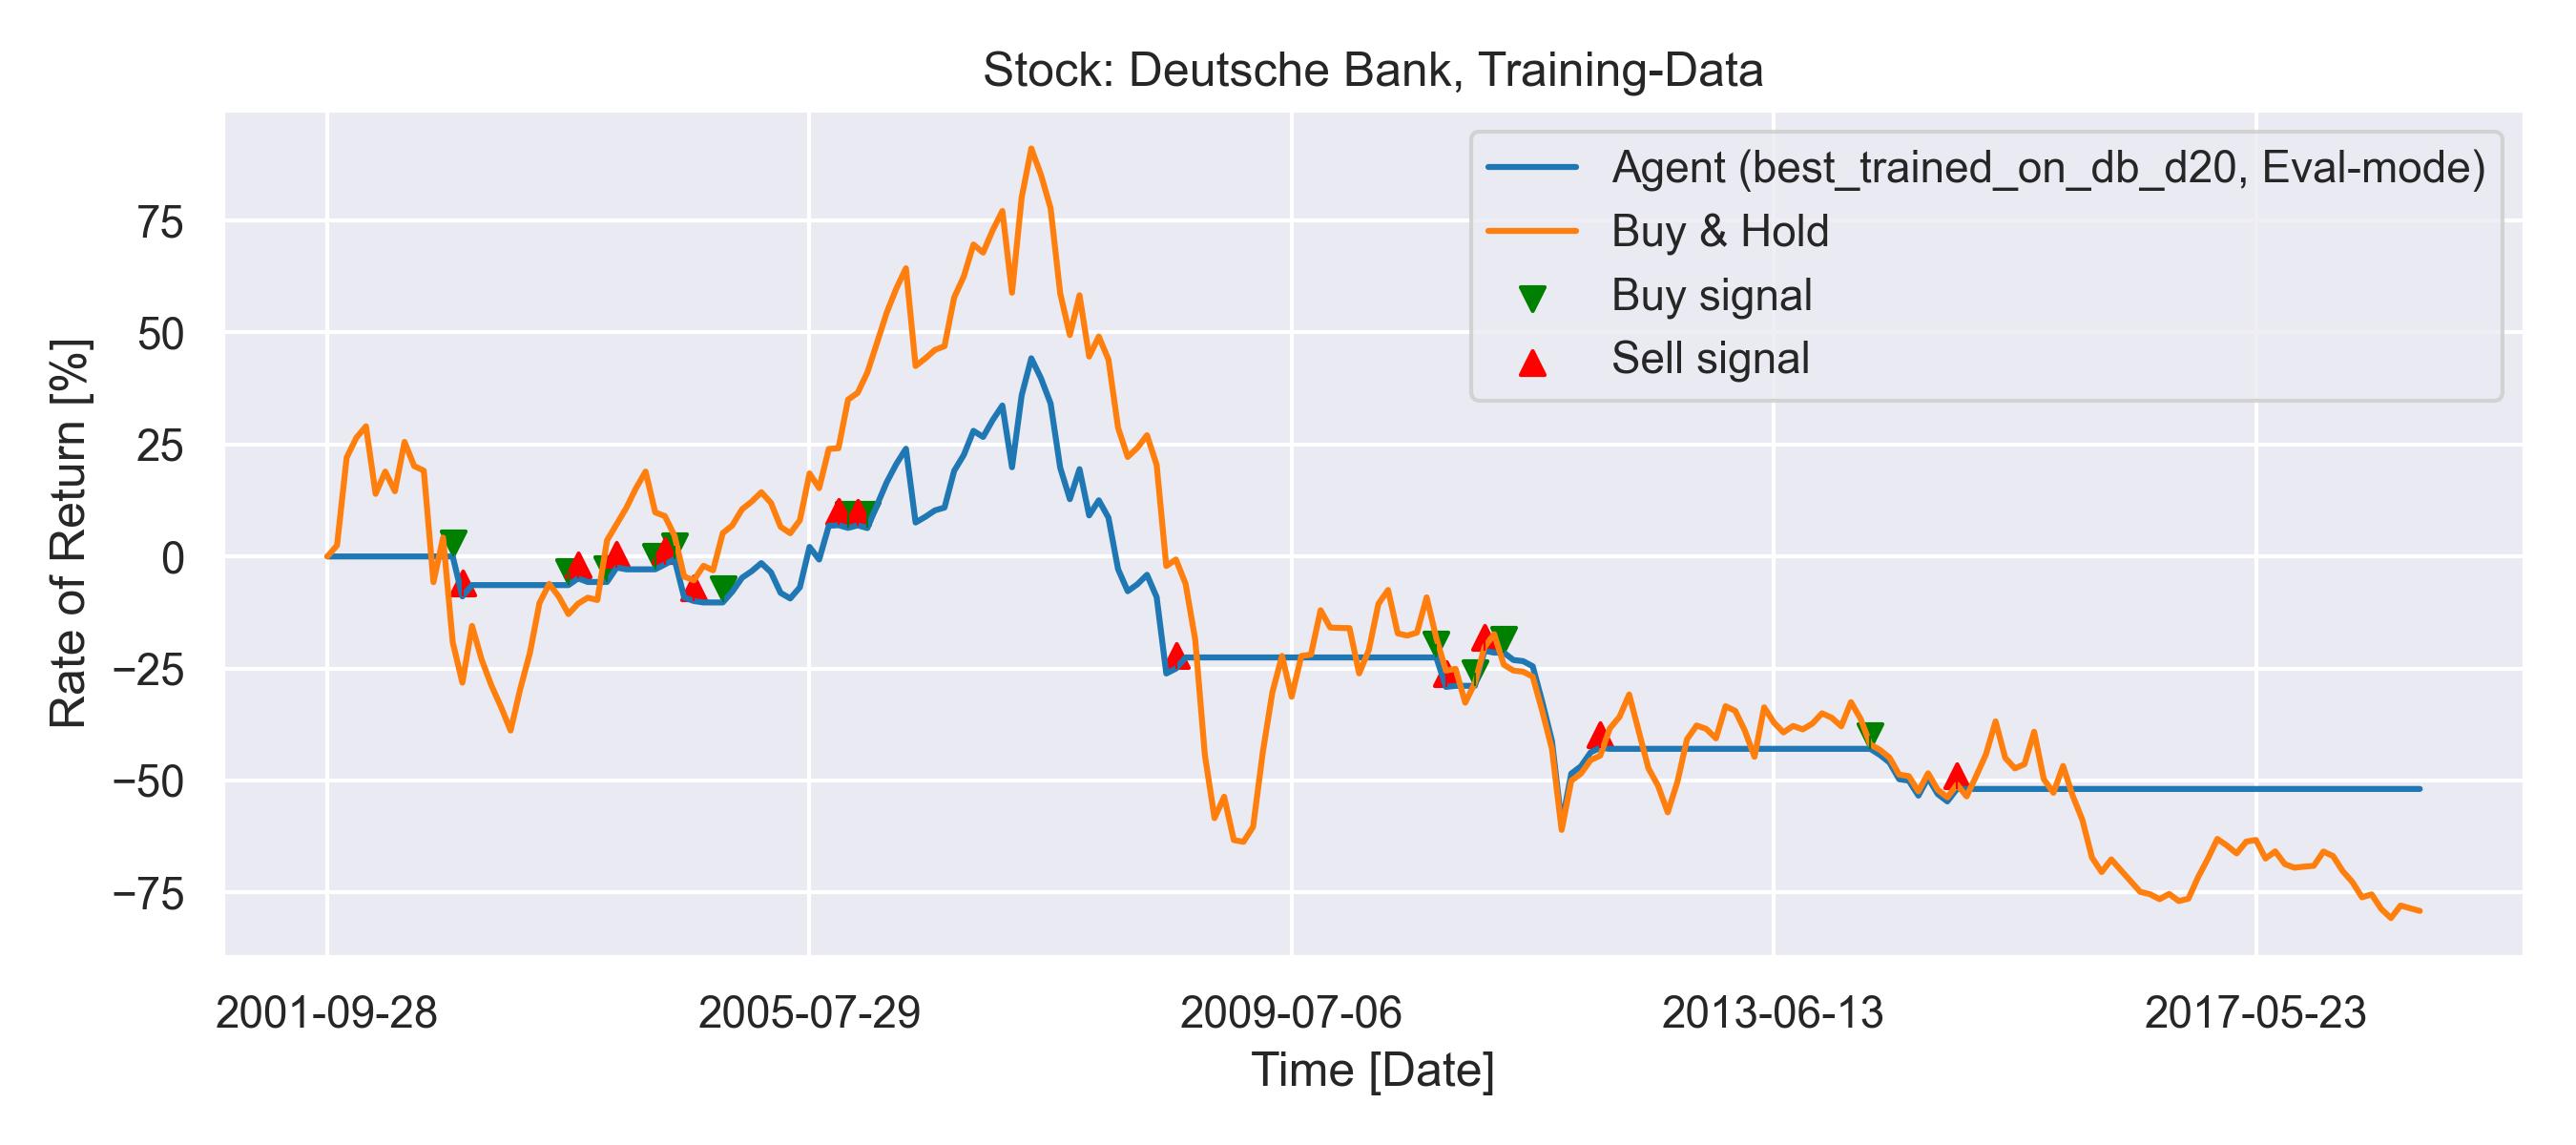 Stock: Deutsche Bank, Training-Data
Agent (best_trained_on_db_d20, Eval-mode)
Buy & Hold
Buy signal
Sell signal
Rate of Return [%]
75
50
25
0
−25
−50
−75
2001-09-28 2005-07-29 2009-07-06 2013-06-13 2017-05-23
Time [Date]